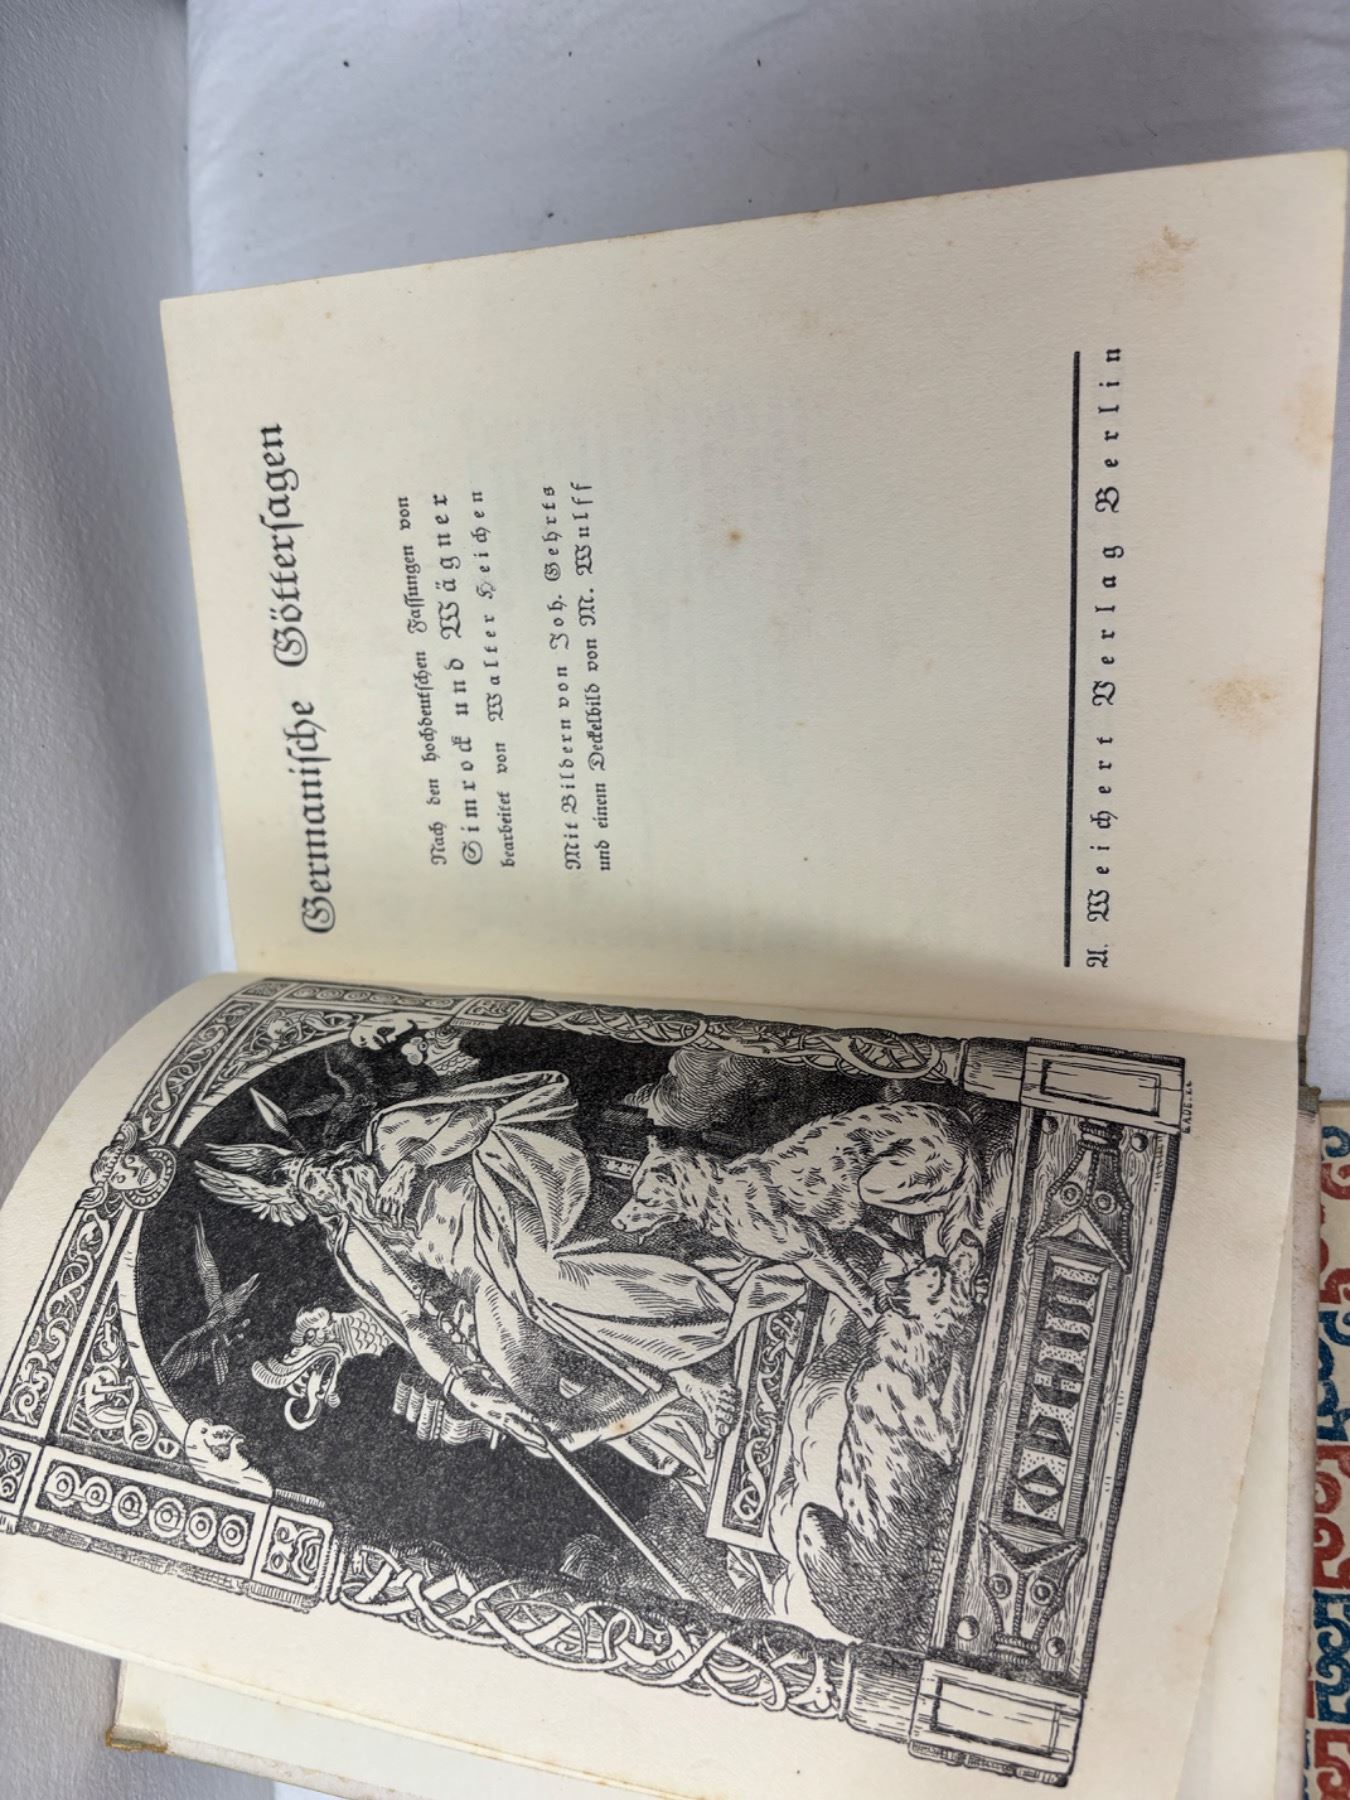 ODHIN
Germanische Göttersagen
Nach den hochdeutschen Fassungen von
Simrock und Wägner
bearbeitet von Walter Heichen
Mit Bildern von Joh. Gehrts
und einem Deckelbild von M. Wulff
A. Weichert Verlag Berlin